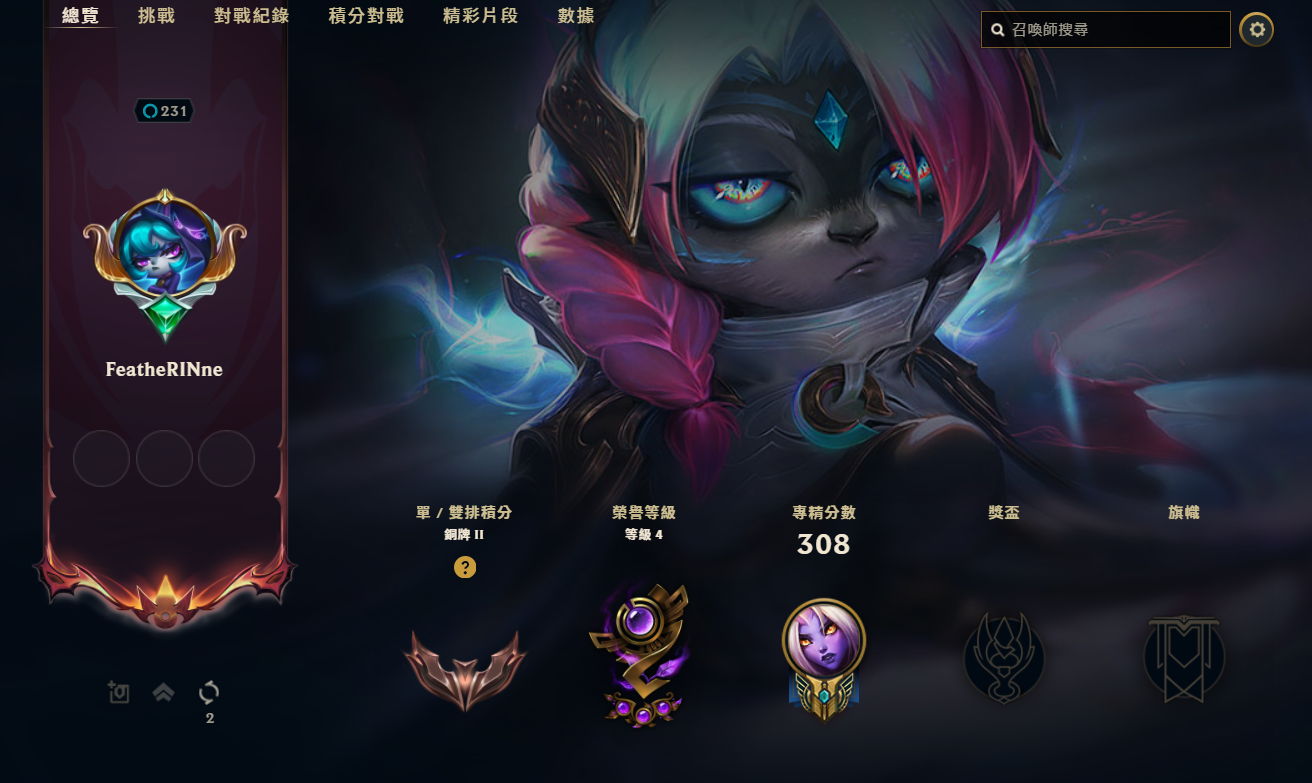 總覽
挑戰
對戰紀錄
積分對戰
精彩片段
數據
召喚師搜尋
231
FeatheRINne
單 / 雙排積分
銅牌 II
?
榮譽等級
等級 4
專精分數
308
獎盃
旗幟
2